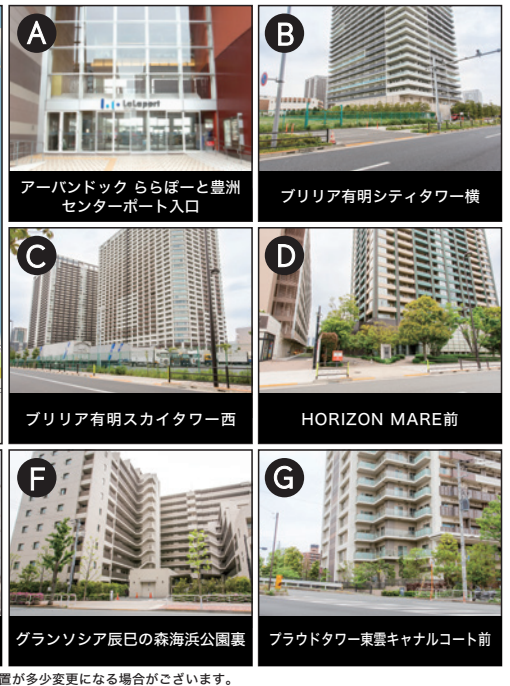 A
LaLaport
アーバンドック ららぽーと豊洲
センターポート入口
B
ブリリア有明シティタワー横
C
ブリリア有明スカイタワー西
D
HORIZON MARE前
F
グランソシア辰巳の森海浜公園裏
G
プラウドタワー東雲キャナルコート前
置が多少変更になる場合がございます。